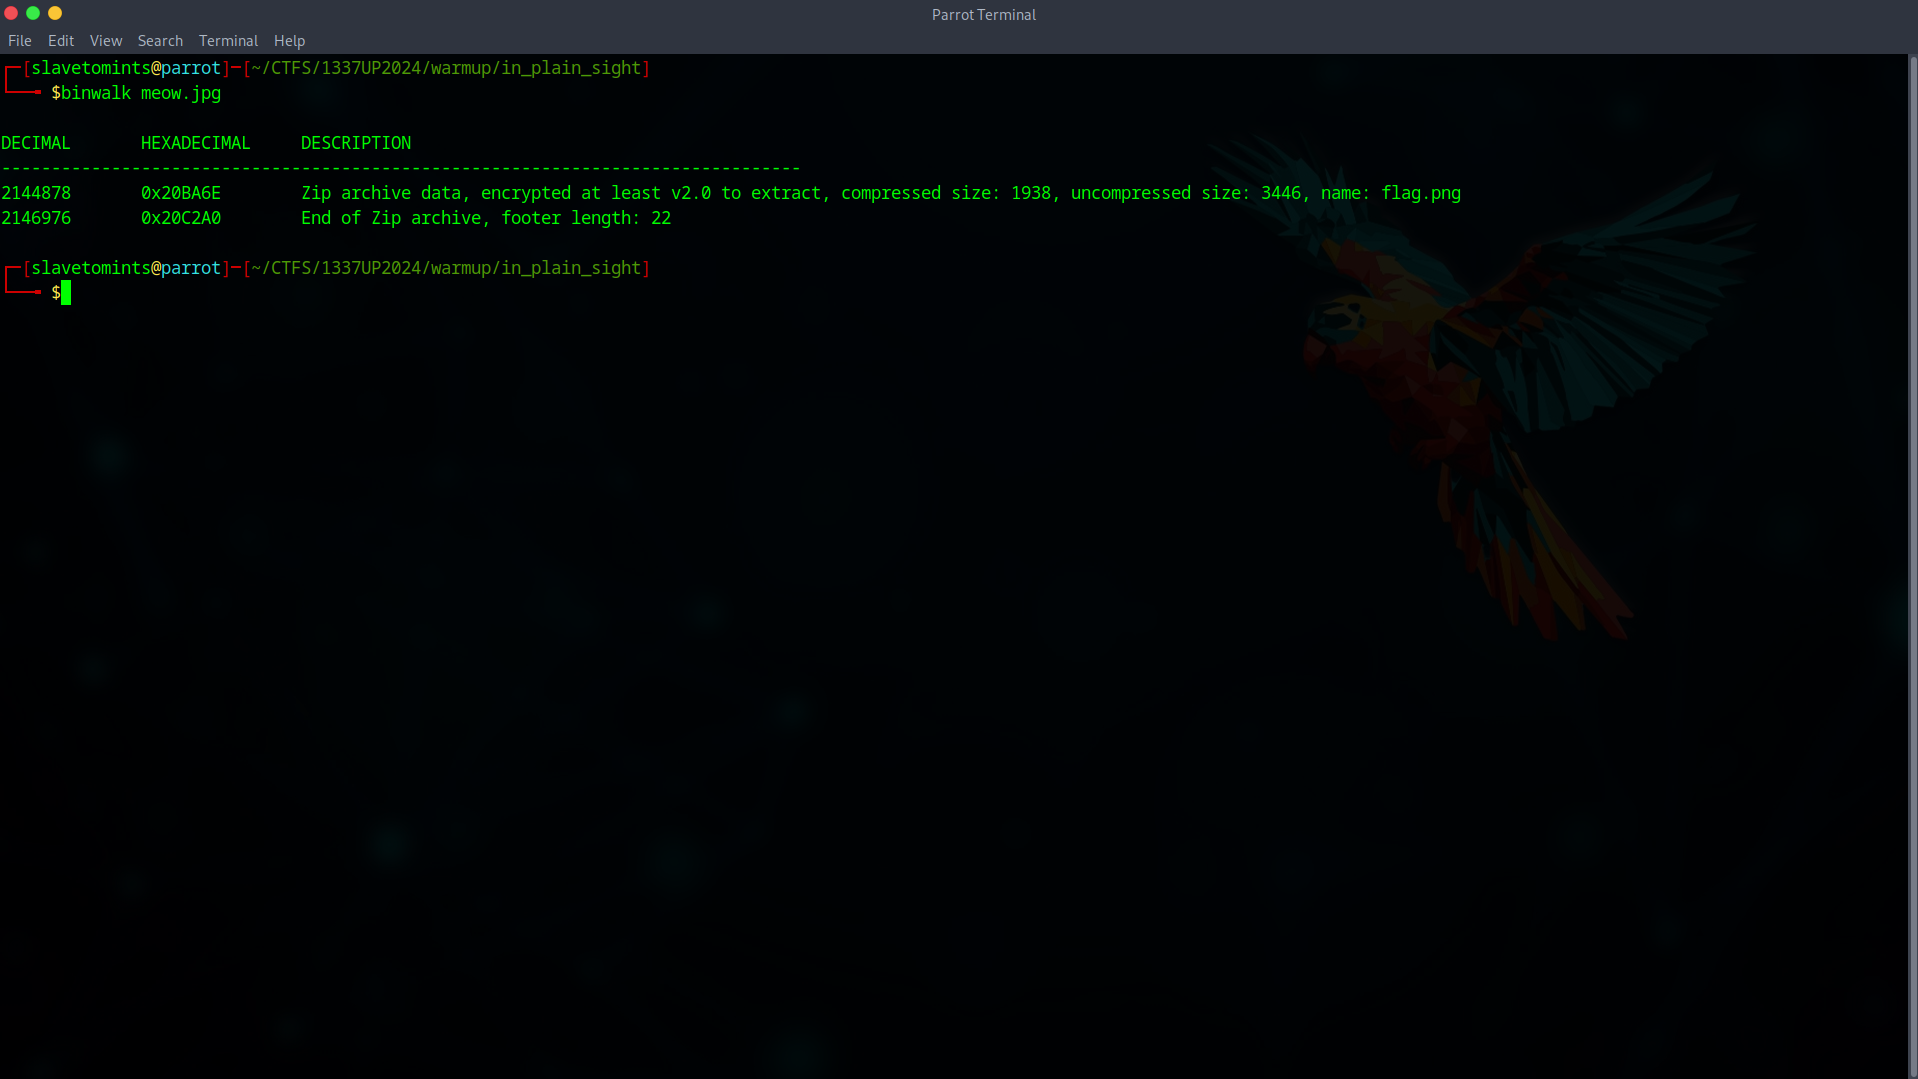 Parrot Terminal
File Edit View Search Terminal Help
┌─[slavetomints@parrot]─[~/CTFS/1337UP2024/warmup/in_plain_sight]
└──╼ $binwalk meow.jpg
DECIMAL       HEXADECIMAL     DESCRIPTION
--------------------------------------------------------------------------------
2144878       0x20BA6E        Zip archive data, encrypted at least v2.0 to extract, compressed size: 1938, uncompressed size: 3446, name: flag.png
2146976       0x20C2A0        End of Zip archive, footer length: 22
┌─[slavetomints@parrot]─[~/CTFS/1337UP2024/warmup/in_plain_sight]
└──╼ $